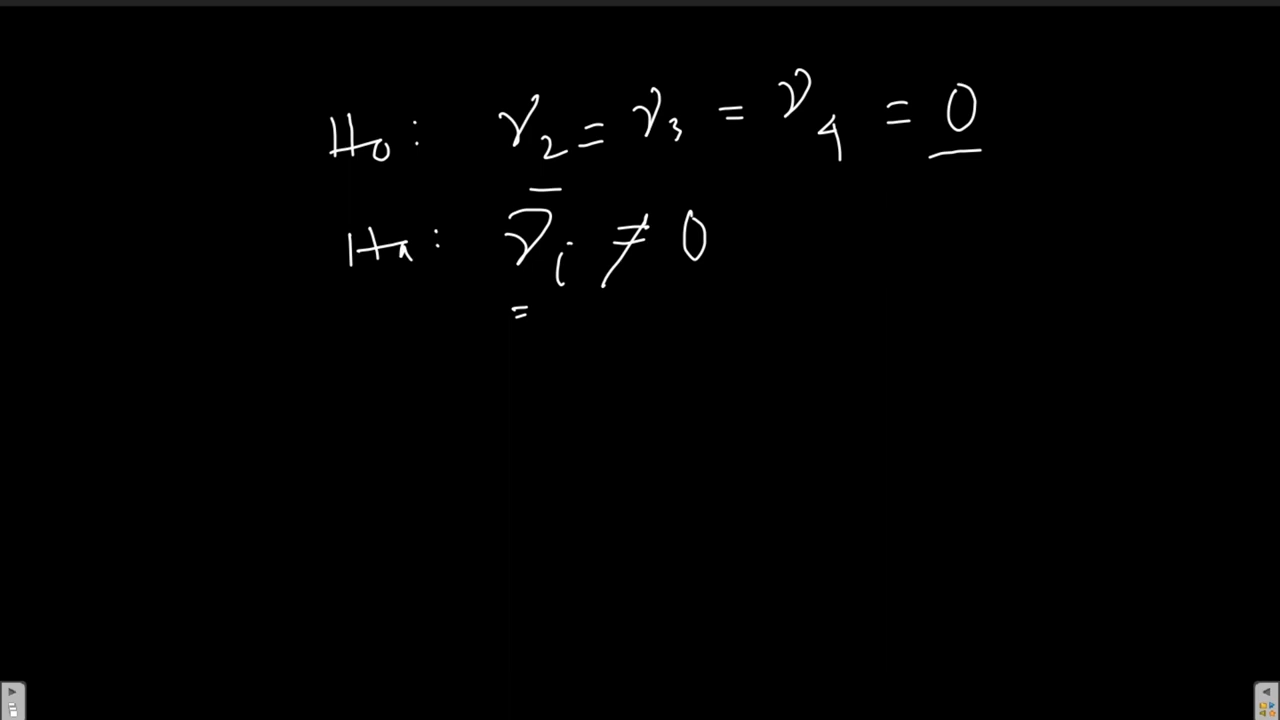 H₀: γ₂ = γ₃ = γ₄ = 0
Hₐ: γᵢ ≠ 0